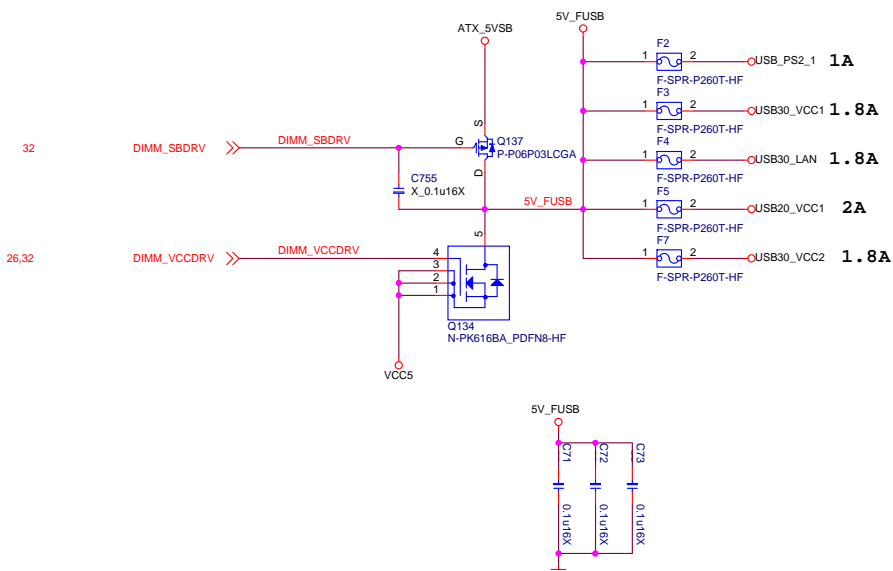 ATX_5VSB
5V_FUSB
F2
1 2
USB_PS2_1 1A
F-SPR-P260T-HF
F3
1 2
USB30_VCC1 1.8A
F-SPR-P260T-HF
F4
1 2
USB30_LAN 1.8A
F-SPR-P260T-HF
F5
1 2
USB20_VCC1 2A
F-SPR-P260T-HF
F7
1 2
USB30_VCC2 1.8A
F-SPR-P260T-HF
32 DIMM_SBDRV DIMM_SBDRV
G
S
D
Q137
P-P06P03LCGA
C755
X_0.1u16X
5V_FUSB
26,32 DIMM_VCCDRV DIMM_VCCDRV
5
4
3
2
1
Q134
N-PK616BA_PDFN8-HF
VCC5
5V_FUSB
C71
C72
C73
0.1u16X
0.1u16X
0.1u16X